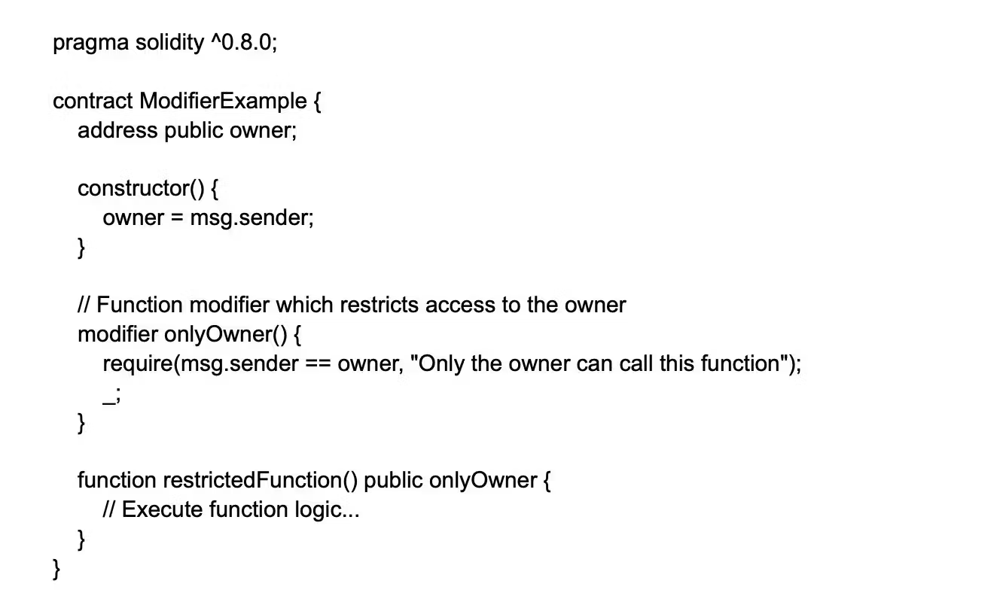 pragma solidity ^0.8.0;
contract ModifierExample {
address public owner;
constructor() {
owner = msg.sender;
}
// Function modifier which restricts access to the owner
modifier onlyOwner() {
require(msg.sender == owner, "Only the owner can call this function");
_;
}
function restrictedFunction() public onlyOwner {
// Execute function logic...
}
}